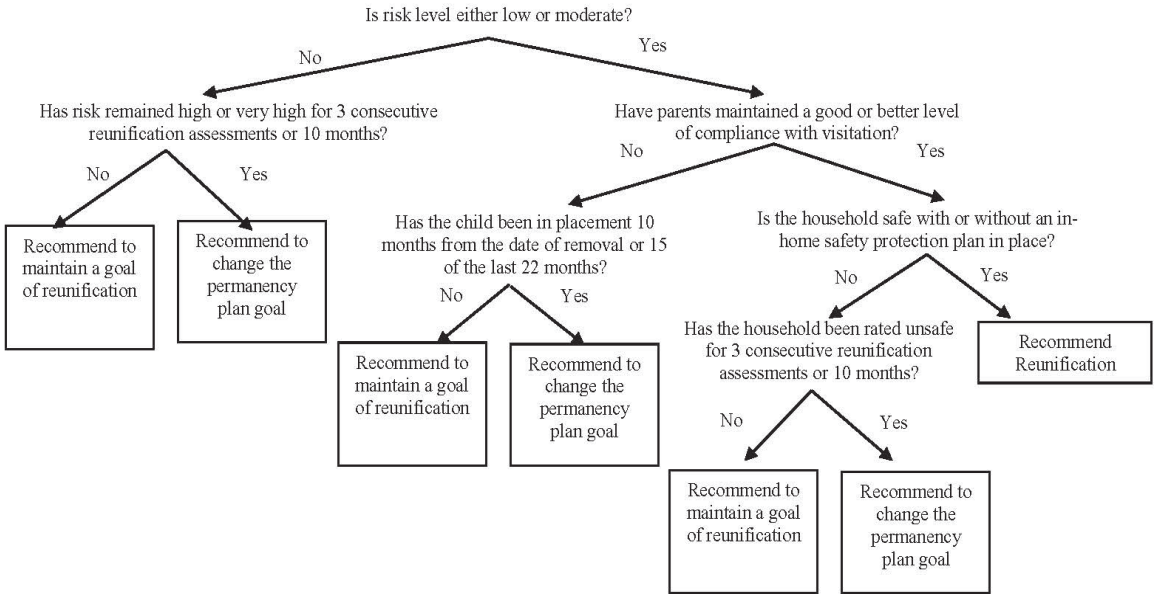 Is risk level either low or moderate?
No
Yes
Has risk remained high or very high for 3 consecutive
reunification assessments or 10 months?
Have parents maintained a good or better level
of compliance with visitation?
No
Yes
No
Yes
Recommend to
maintain a goal
of reunification
Recommend to
change the
permanency
plan goal
Has the child been in placement 10
months from the date of removal or 15
of the last 22 months?
Is the household safe with or without an in-
home safety protection plan in place?
No
Yes
No
Yes
Recommend to
maintain a goal
of reunification
Recommend to
change the
permanency
plan goal
Has the household been rated unsafe
for 3 consecutive reunification
assessments or 10 months?
Recommend
Reunification
No
Yes
Recommend to
maintain a goal
of reunification
Recommend to
change the
permanency
plan goal